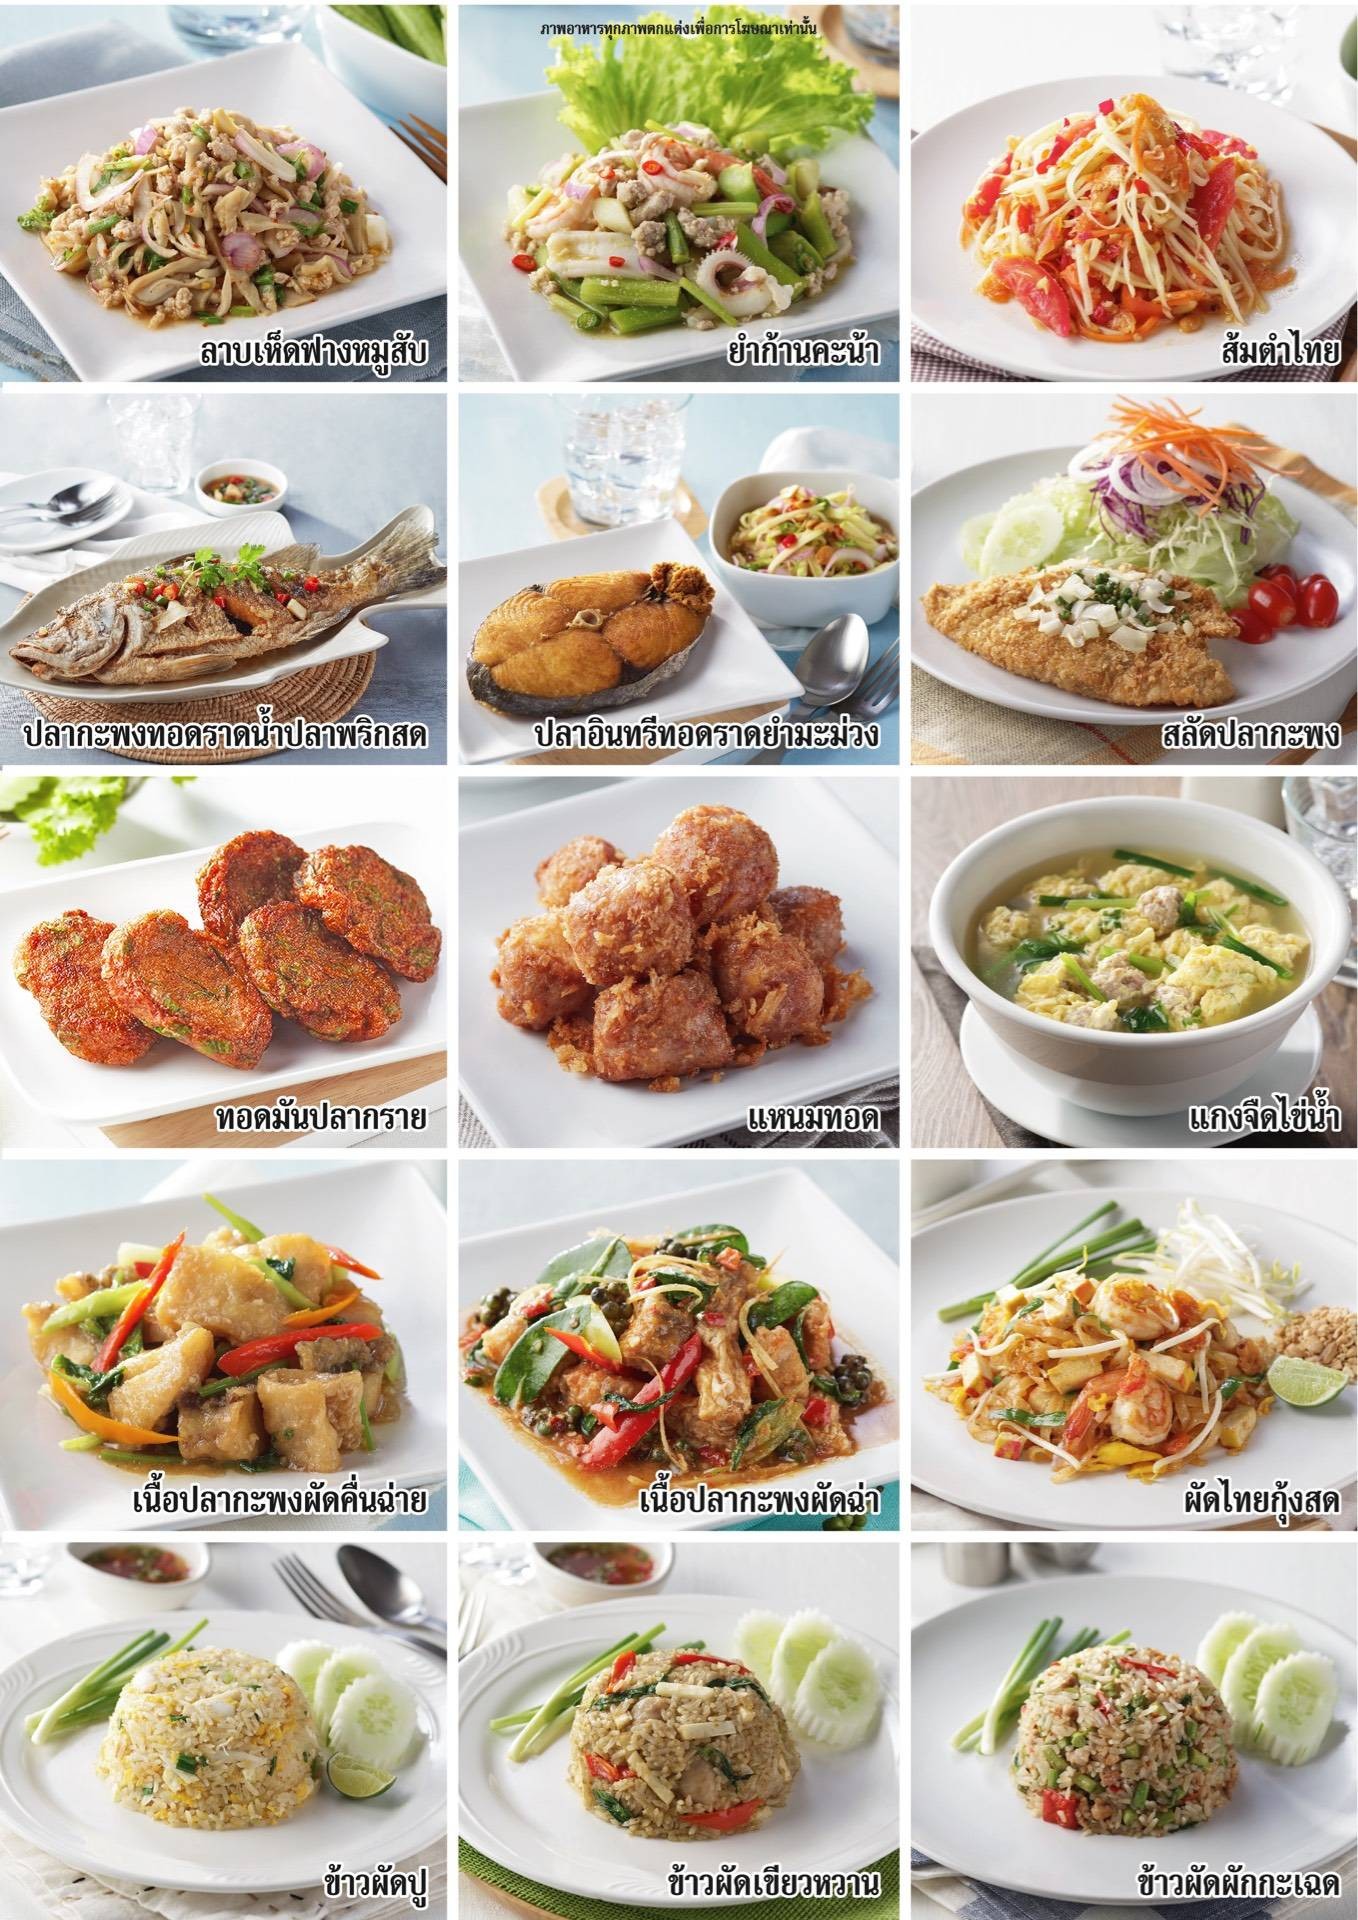 ภาพอาหารทุกภาพตกแต่งเพื่อการโฆษณาเท่านั้น
ลาบเห็ดฟางหมูสับ
ยำก้านคะน้า
ส้มตำไทย
ปลากะพงทอดราดน้ำปลาพริกสด
ปลาอินทรีทอดราดยำมะม่วง
สลัดปลากะพง
ทอดมันปลากราย
แหนมทอด
แกงจืดไข่น้ำ
เนื้อปลากะพงผัดคื่นฉ่าย
เนื้อปลากะพงผัดฉ่า
ผัดไทยกุ้งสด
ข้าวผัดปู
ข้าวผัดเขียวหวาน
ข้าวผัดผักกะเฉด